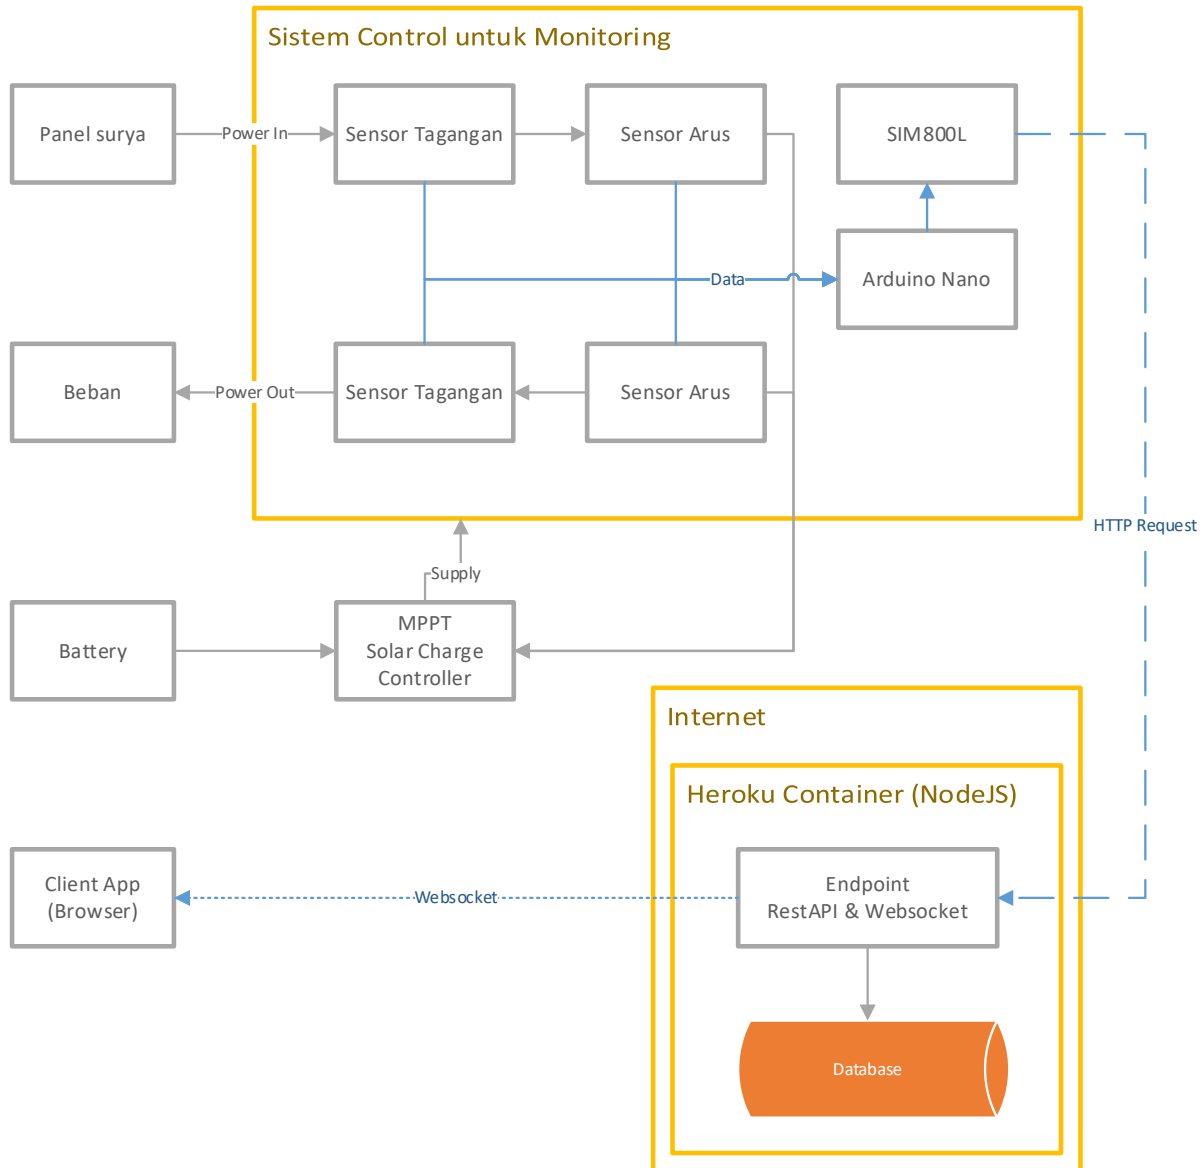 Sistem Control untuk Monitoring
Panel surya
Power In
Sensor Tagangan
Sensor Arus
SIM800L
Data
Arduino Nano
Beban
Power Out
Sensor Tagangan
Sensor Arus
HTTP Request
Supply
Battery
MPPT
Solar Charge
Controller
Internet
Heroku Container (NodeJS)
Client App
(Browser)
Websocket
Endpoint
RestAPI & Websocket
Database